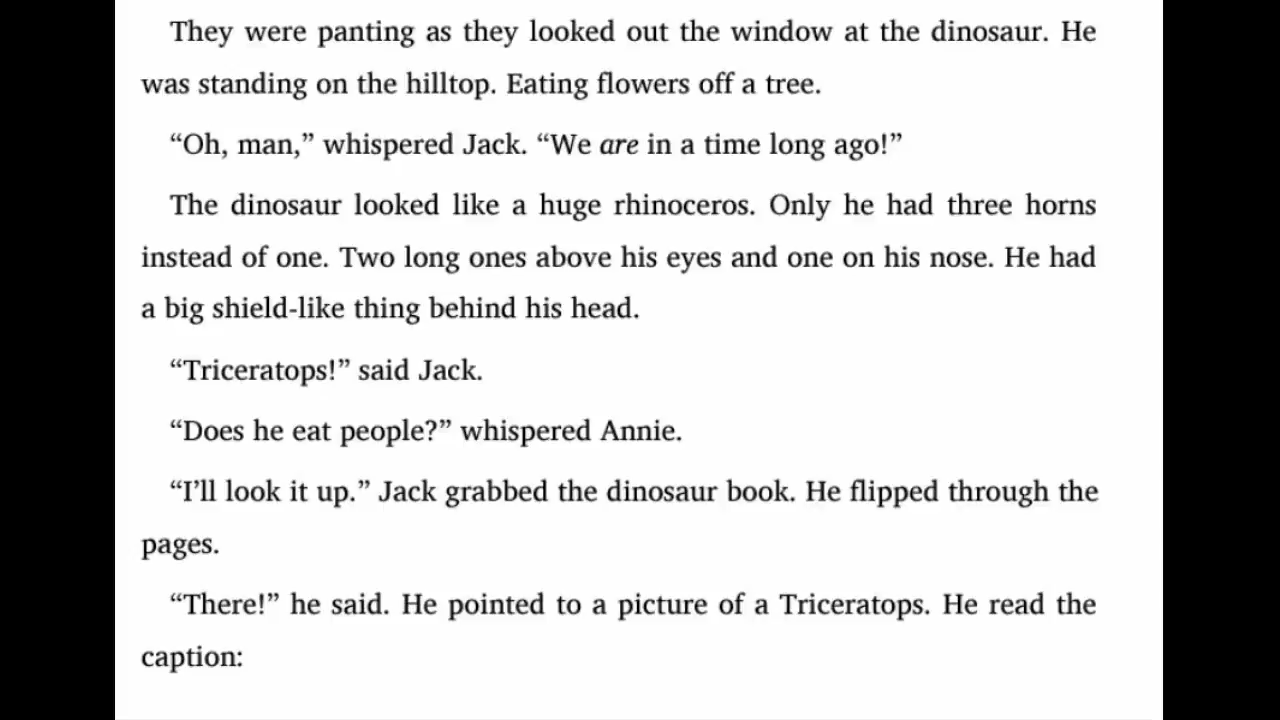 They were panting as they looked out the window at the dinosaur. He
was standing on the hilltop. Eating flowers off a tree.
“Oh, man,” whispered Jack. “We are in a time long ago!”
The dinosaur looked like a huge rhinoceros. Only he had three horns
instead of one. Two long ones above his eyes and one on his nose. He had
a big shield-like thing behind his head.
“Triceratops!” said Jack.
“Does he eat people?” whispered Annie.
“I’ll look it up.” Jack grabbed the dinosaur book. He flipped through the
pages.
“There!” he said. He pointed to a picture of a Triceratops. He read the
caption: